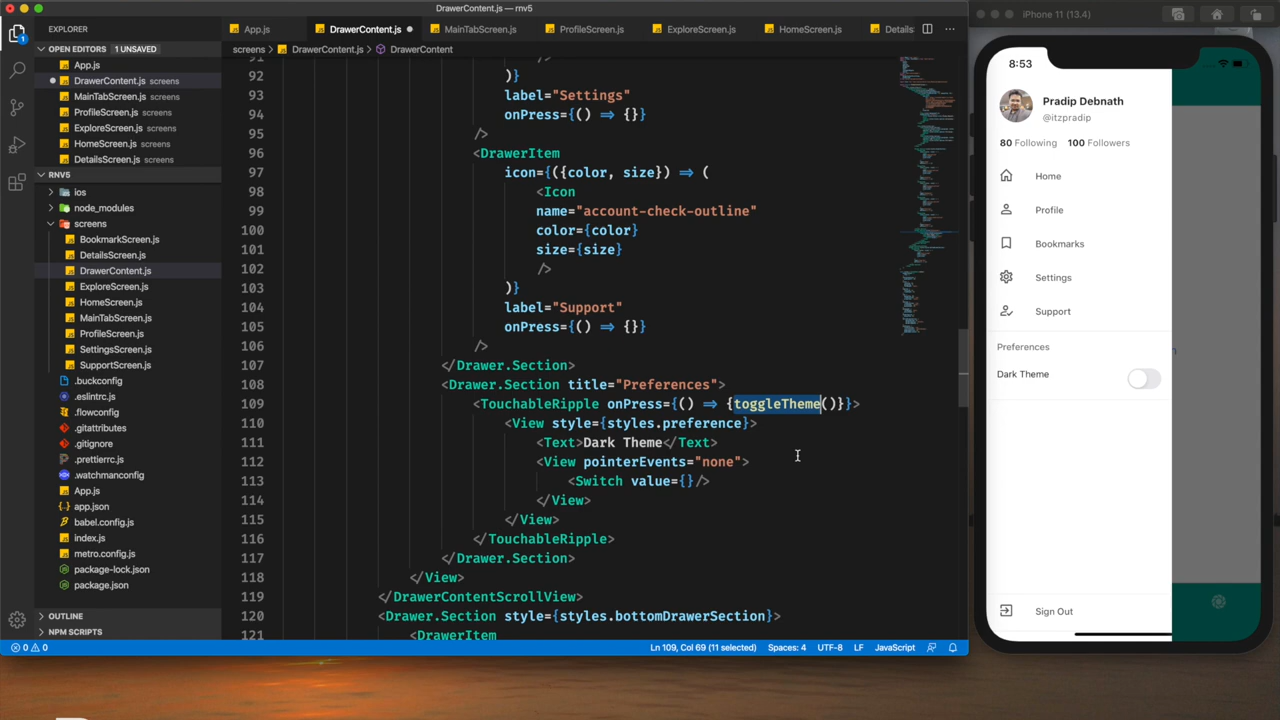 DrawerContent.js — rnv5
EXPLORER
OPEN EDITORS 1 UNSAVED
App.js
DrawerContent.js screens
MainTabScreen.js screens
ProfileScreen.js screens
ExploreScreen.js screens
HomeScreen.js screens
DetailsScreen.js screens
RNV5
ios
node_modules
screens
BookmarkScreen.js
DetailsScreen.js
DrawerContent.js
ExploreScreen.js
HomeScreen.js
MainTabScreen.js
ProfileScreen.js
SettingsScreen.js
SupportScreen.js
.buckconfig
.eslintrc.js
.flowconfig
.gitattributes
.gitignore
.prettierrc.js
.watchmanconfig
App.js
app.json
babel.config.js
index.js
metro.config.js
package-lock.json
package.json
OUTLINE
NPM SCRIPTS
App.js DrawerContent.js MainTabScreen.js ProfileScreen.js ExploreScreen.js HomeScreen.js Details
screens > DrawerContent.js > DrawerContent
91 />
92 )}
93 label="Settings"
94 onPress={() => {}}
95 />
96 <DrawerItem
97 icon={({color, size}) => (
98 <Icon
99 name="account-check-outline"
100 color={color}
101 size={size}
102 />
103 )}
104 label="Support"
105 onPress={() => {}}
106 />
107 </Drawer.Section>
108 <Drawer.Section title="Preferences">
109 <TouchableRipple onPress={() => {toggleTheme()}}>
110 <View style={styles.preference}>
111 <Text>Dark Theme</Text>
112 <View pointerEvents="none">
113 <Switch value={}/>
114 </View>
115 </View>
116 </TouchableRipple>
117 </Drawer.Section>
118 </View>
119 </DrawerContentScrollView>
120 <Drawer.Section style={styles.bottomDrawerSection}>
121 <DrawerItem
0 0 Ln 109, Col 69 (11 selected) Spaces: 4 UTF-8 LF JavaScript
iPhone 11 (13.4)
8:53
Pradip Debnath
@itzpradip
80 Following 100 Followers
Home
Profile
Bookmarks
Settings
Support
Preferences
Dark Theme
Sign Out